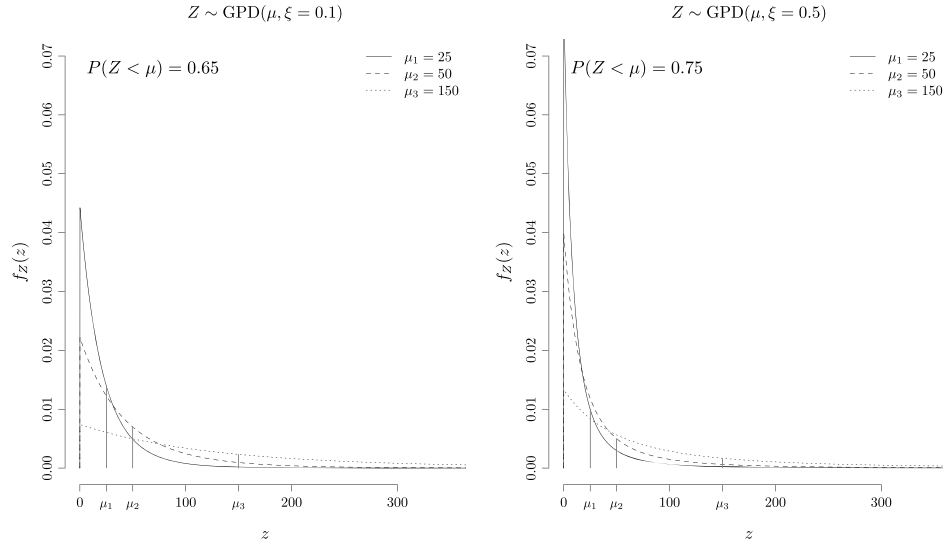 Z ∼ GPD(μ, ξ = 0.1)
P(Z < μ) = 0.65
μ₁ = 25
μ₂ = 50
μ₃ = 150
f_Z(z)
0.07
0.06
0.05
0.04
0.03
0.02
0.01
0.00
0 μ₁ μ₂ 100 μ₃ 200 300
z
Z ∼ GPD(μ, ξ = 0.5)
P(Z < μ) = 0.75
μ₁ = 25
μ₂ = 50
μ₃ = 150
f_Z(z)
0.07
0.06
0.05
0.04
0.03
0.02
0.01
0.00
0 μ₁ μ₂ 100 μ₃ 200 300
z